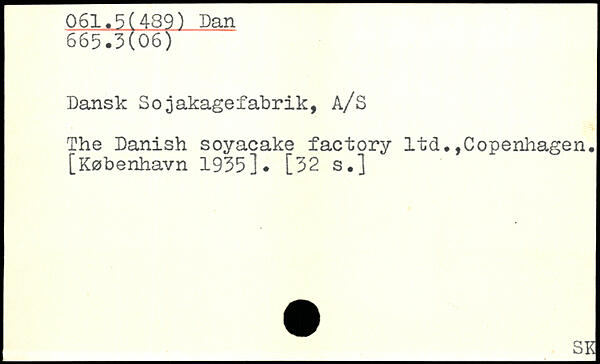 061.5(489) Dan
665.3(06)
Dansk Sojakagefabrik, A/S
The Danish soyacake factory ltd.,Copenhagen.
[København 1935]. [32 s.]
SK